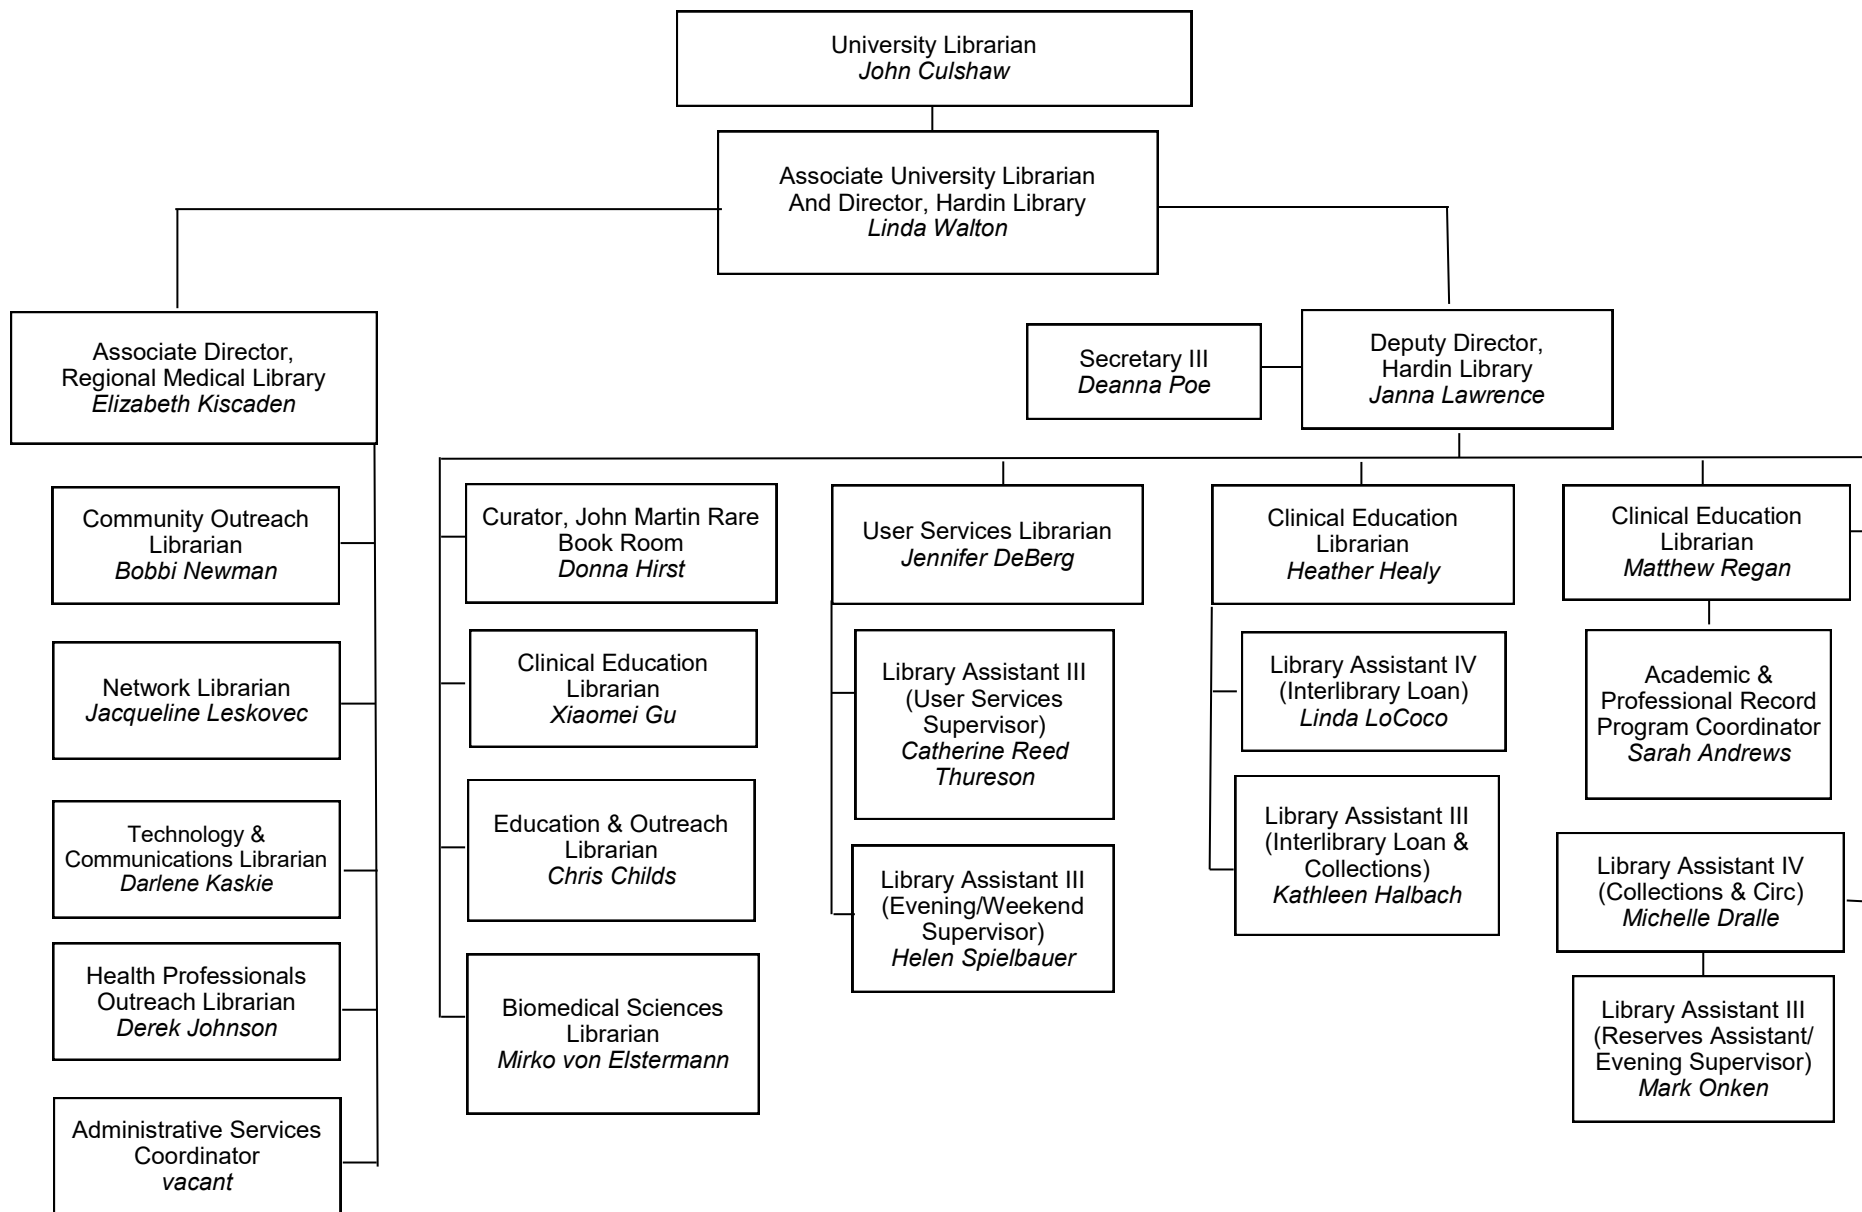 University Librarian
John Culshaw
Associate University Librarian
And Director, Hardin Library
Linda Walton
Associate Director,
Regional Medical Library
Elizabeth Kiscaden
Secretary III
Deanna Poe
Deputy Director,
Hardin Library
Janna Lawrence
Community Outreach
Librarian
Bobbi Newman
Network Librarian
Jacqueline Leskovec
Technology &
Communications Librarian
Darlene Kaskie
Health Professionals
Outreach Librarian
Derek Johnson
Administrative Services
Coordinator
vacant
Curator, John Martin Rare
Book Room
Donna Hirst
Clinical Education
Librarian
Xiaomei Gu
Education & Outreach
Librarian
Chris Childs
Biomedical Sciences
Librarian
Mirko von Elstermann
User Services Librarian
Jennifer DeBerg
Library Assistant III
(User Services
Supervisor)
Catherine Reed
Thureson
Library Assistant III
(Evening/Weekend
Supervisor)
Helen Spielbauer
Clinical Education
Librarian
Heather Healy
Library Assistant IV
(Interlibrary Loan)
Linda LoCoco
Library Assistant III
(Interlibrary Loan &
Collections)
Kathleen Halbach
Clinical Education
Librarian
Matthew Regan
Academic &
Professional Record
Program Coordinator
Sarah Andrews
Library Assistant IV
(Collections & Circ)
Michelle Dralle
Library Assistant III
(Reserves Assistant/
Evening Supervisor)
Mark Onken